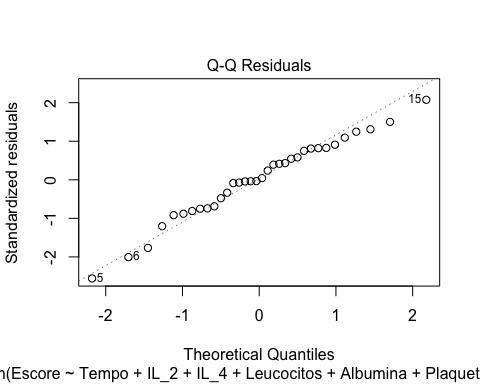 Q-Q Residuals
Standardized residuals
2
1
0
-1
-2
15
6
5
-2 -1 0 1 2
Theoretical Quantiles
m(Escore ~ Tempo + IL_2 + IL_4 + Leucocitos + Albumina + Plaquet